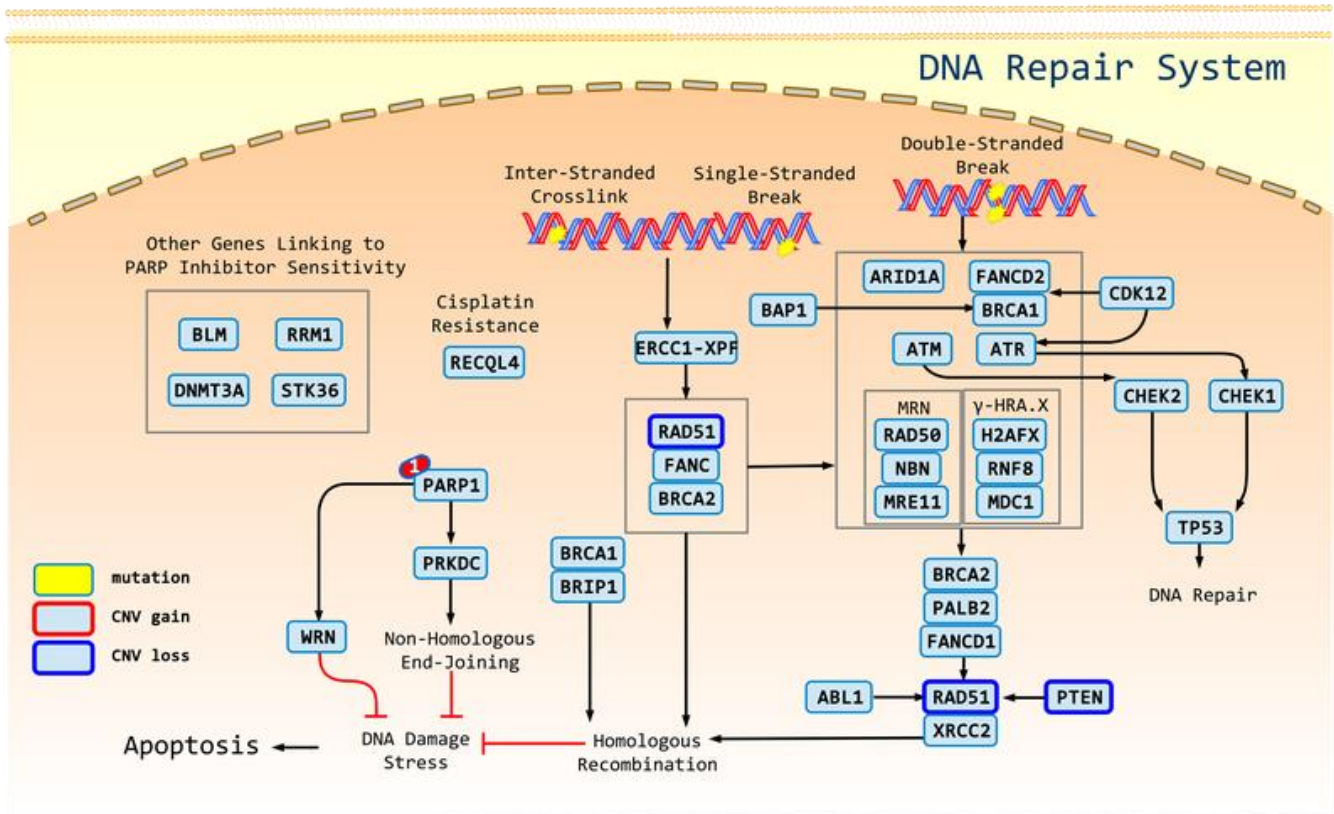 DNA Repair System
Double-Stranded
Break
Inter-Stranded
Crosslink
Single-Stranded
Break
Other Genes Linking to
PARP Inhibitor Sensitivity
BLM
RRM1
DNMT3A
STK36
Cisplatin
Resistance
RECQL4
ERCC1-XPF
BAP1
ARID1A
FANCD2
BRCA1
CDK12
ATM
ATR
CHEK2
CHEK1
MRN
RAD50
NBN
MRE11
γ-HRA.X
H2AFX
RNF8
MDC1
RAD51
FANC
BRCA2
1
PARP1
PRKDC
WRN
Non-Homologous
End-Joining
BRCA1
BRIP1
TP53
DNA Repair
BRCA2
PALB2
FANCD1
ABL1
RAD51
PTEN
XRCC2
mutation
CNV gain
CNV loss
Apoptosis
DNA Damage
Stress
Homologous
Recombination